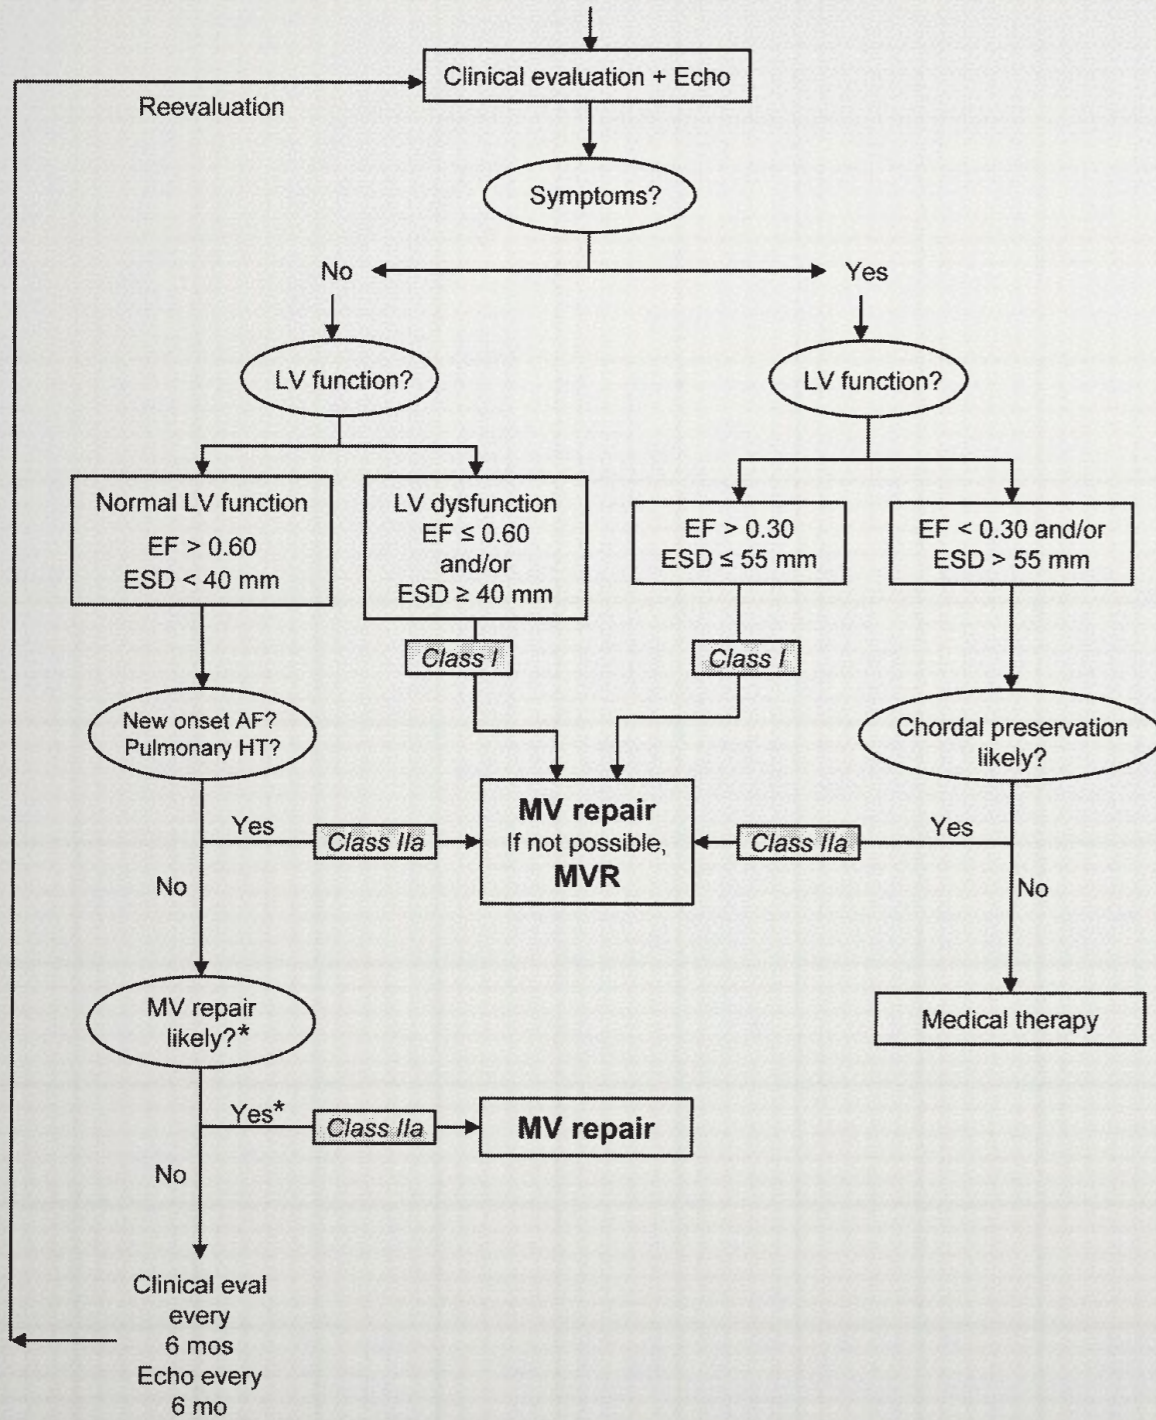 Clinical evaluation + Echo
Reevaluation
Symptoms?
No
Yes
LV function?
LV function?
Normal LV function
EF > 0.60
ESD < 40 mm
LV dysfunction
EF ≤ 0.60
and/or
ESD ≥ 40 mm
EF > 0.30
ESD ≤ 55 mm
EF < 0.30 and/or
ESD > 55 mm
Class I
Class I
New onset AF?
Pulmonary HT?
Chordal preservation
likely?
MV repair
If not possible,
MVR
Yes
Class IIa
Class IIa
Yes
No
No
MV repair
likely?*
Medical therapy
Yes*
Class IIa
MV repair
No
Clinical eval
every
6 mos
Echo every
6 mo